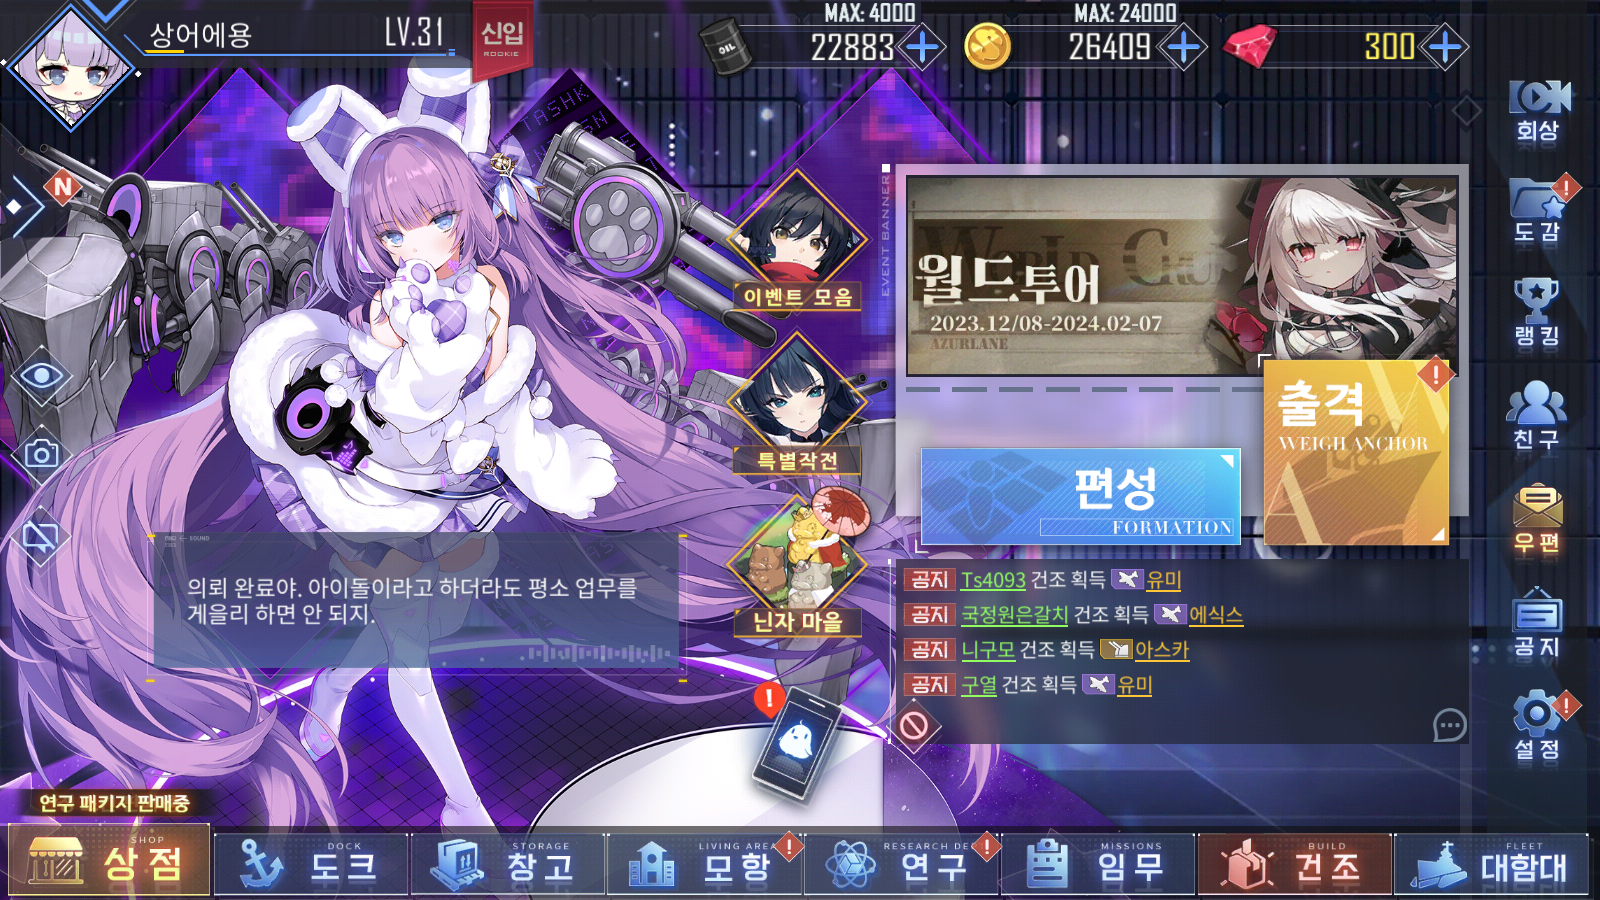 상어에용
LV.31
신입
ROOKIE
OIL
MAX: 4000
22883
MAX: 24000
26409
300
회상
N
도감
랭킹
친구
우편
공지
설정
EVENT BANNER
월드투어
2023.12/08-2024.02-07
AZURLANE
이벤트 모음
특별작전
닌자 마을
출격
WEIGH ANCHOR
편성
FORMATION
의뢰 완료야. 아이돌이라고 하더라도 평소 업무를
게을리 하면 안 되지.
공지 Ts4093 건조 획득 유미
공지 국정원은갈치 건조 획득 에식스
공지 니구모 건조 획득 아스카
공지 구열 건조 획득 유미
연구 패키지 판매중
SHOP
상점
DOCK
도크
STORAGE
창고
LIVING AREA
모항
RESEARCH DE
연구
MISSIONS
임무
BUILD
건조
FLEET
대함대